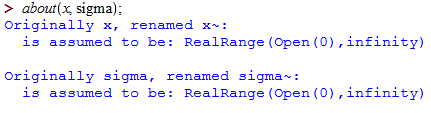 > about(x, sigma);
Originally x, renamed x~:
  is assumed to be: RealRange(Open(0),infinity)
Originally sigma, renamed sigma~:
  is assumed to be: RealRange(Open(0),infinity)